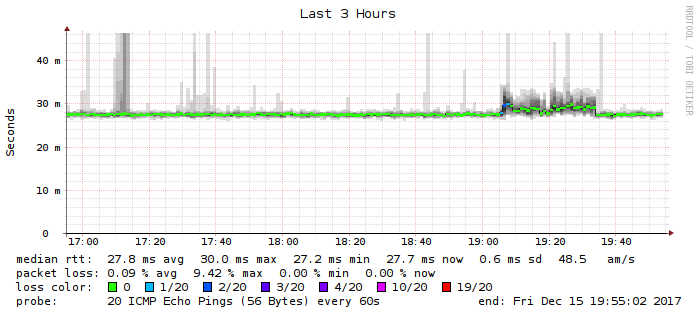 Last 3 Hours
RRDTOOL / TOBI OETIKER
Seconds
40 m
30 m
20 m
10 m
0
17:00 17:20 17:40 18:00 18:20 18:40 19:00 19:20 19:40
median rtt: 27.8 ms avg 30.0 ms max 27.2 ms min 27.7 ms now 0.6 ms sd 48.5 am/s
packet loss: 0.09 % avg 9.42 % max 0.00 % min 0.00 % now
loss color: 0 1/20 2/20 3/20 4/20 10/20 19/20
probe: 20 ICMP Echo Pings (56 Bytes) every 60s end: Fri Dec 15 19:55:02 2017